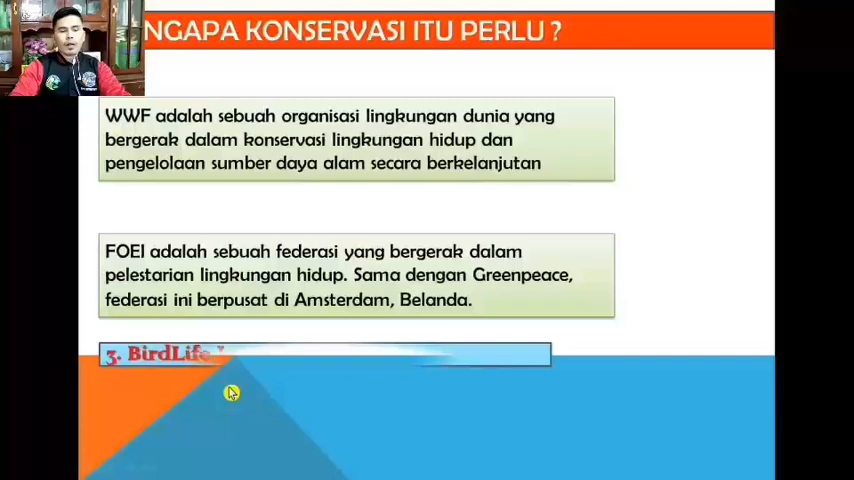 NGAPA KONSERVASI ITU PERLU ?
WWF adalah sebuah organisasi lingkungan dunia yang
bergerak dalam konservasi lingkungan hidup dan
pengelolaan sumber daya alam secara berkelanjutan
FOEI adalah sebuah federasi yang bergerak dalam
pelestarian lingkungan hidup. Sama dengan Greenpeace,
federasi ini berpusat di Amsterdam, Belanda.
3. BirdLife